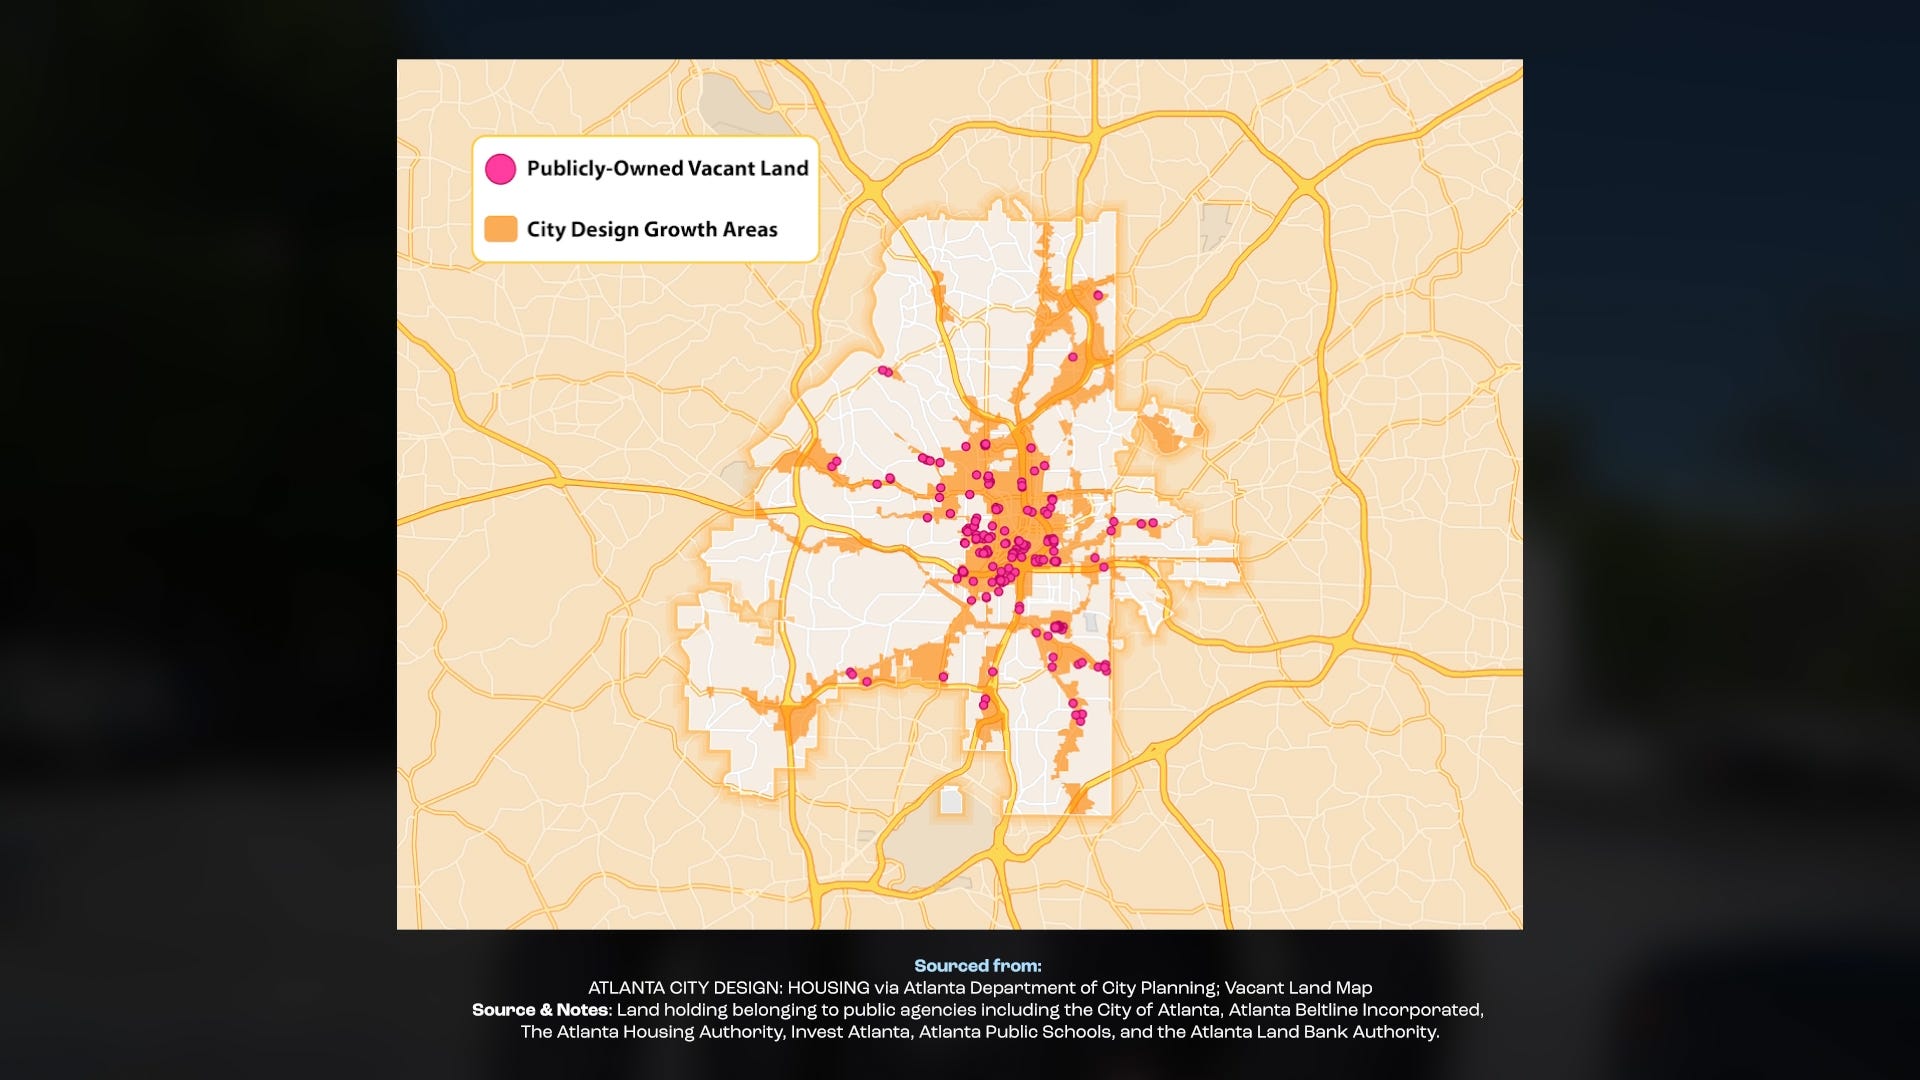 Publicly-Owned Vacant Land
City Design Growth Areas
Sourced from:
ATLANTA CITY DESIGN: HOUSING via Atlanta Department of City Planning; Vacant Land Map
Source & Notes: Land holding belonging to public agencies including the City of Atlanta, Atlanta Beltline Incorporated,
The Atlanta Housing Authority, Invest Atlanta, Atlanta Public Schools, and the Atlanta Land Bank Authority.